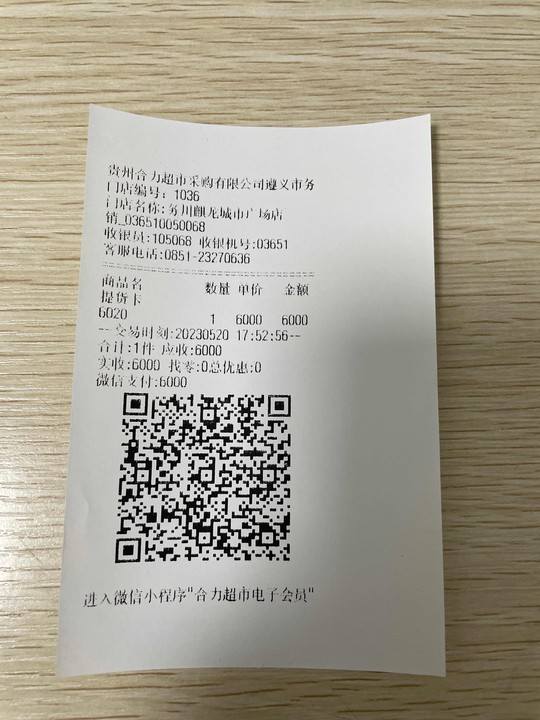 贵州合力超市采购有限公司遵义市务
门店编号: 1036
门店名称:务川麒龙城市广场店
销_036510050068
收银员:105068 收银机号:03651
客服电话:0851-23270636
商品名 数量 单价 金额
提货卡
6020 1 6000 6000
--交易时刻:20230520 17:52:56--
合计:1件 应收:6000
实收:6000 找零:0总优惠:0
微信支付:6000
进入微信小程序"合力超市电子会员"